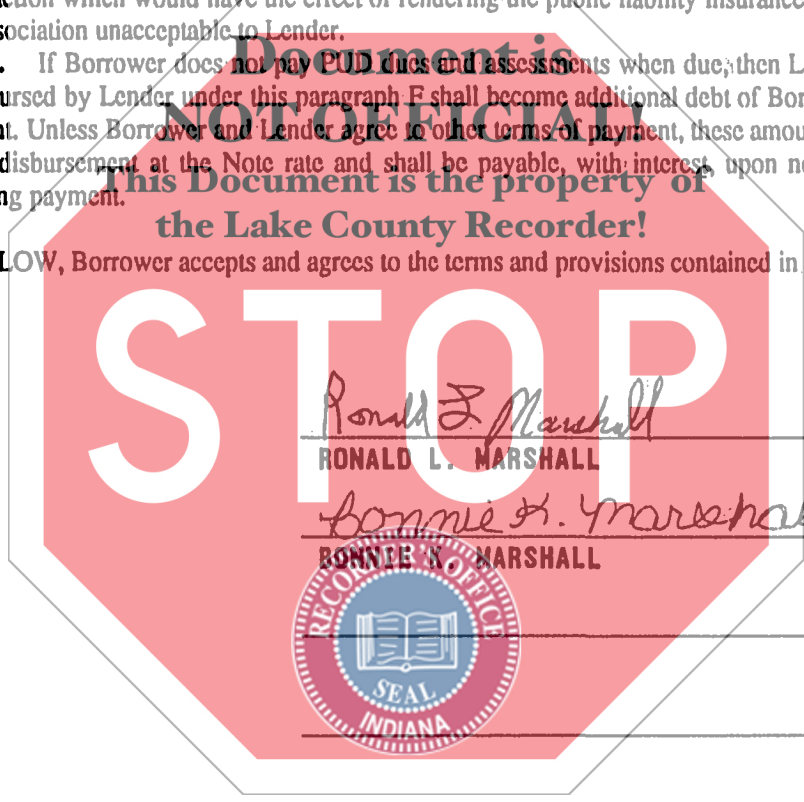 ction which would have the effect of rendering the public liability insurance
sociation unacceptable to Lender.
Document is
. If Borrower does not pay PUD dues and assessments when due, then L
ursed by Lender under this paragraph F shall become additional debt of Bor
NOT OFFICIAL!
t. Unless Borrower and Lender agree to other terms of payment, these amou
disbursement at the Note rate and shall be payable, with interest, upon no
This Document is the property of
ng payment.
the Lake County Recorder!
LOW, Borrower accepts and agrees to the terms and provisions contained in
STOP
Ronald L Marshall
RONALD L. MARSHALL
Bonnie K. Marshal
BONNIE K. MARSHALL
RECORDER'S OFFICE
SEAL
INDIANA